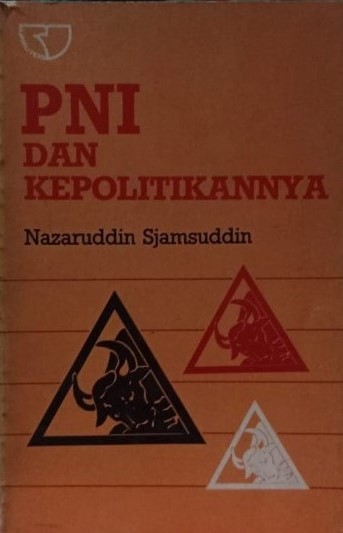 PNI
DAN
KEPOLITIKANNYA
Nazaruddin Sjamsuddin